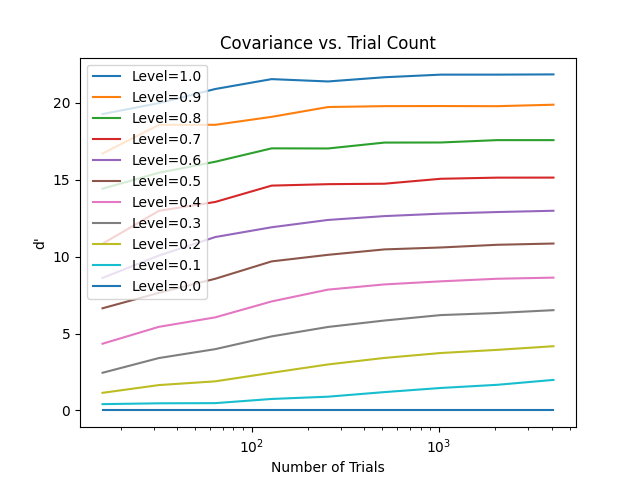 Covariance vs. Trial Count
Level=1.0
Level=0.9
Level=0.8
Level=0.7
Level=0.6
Level=0.5
Level=0.4
Level=0.3
Level=0.2
Level=0.1
Level=0.0
20
15
10
5
0
d'
10²
10³
Number of Trials